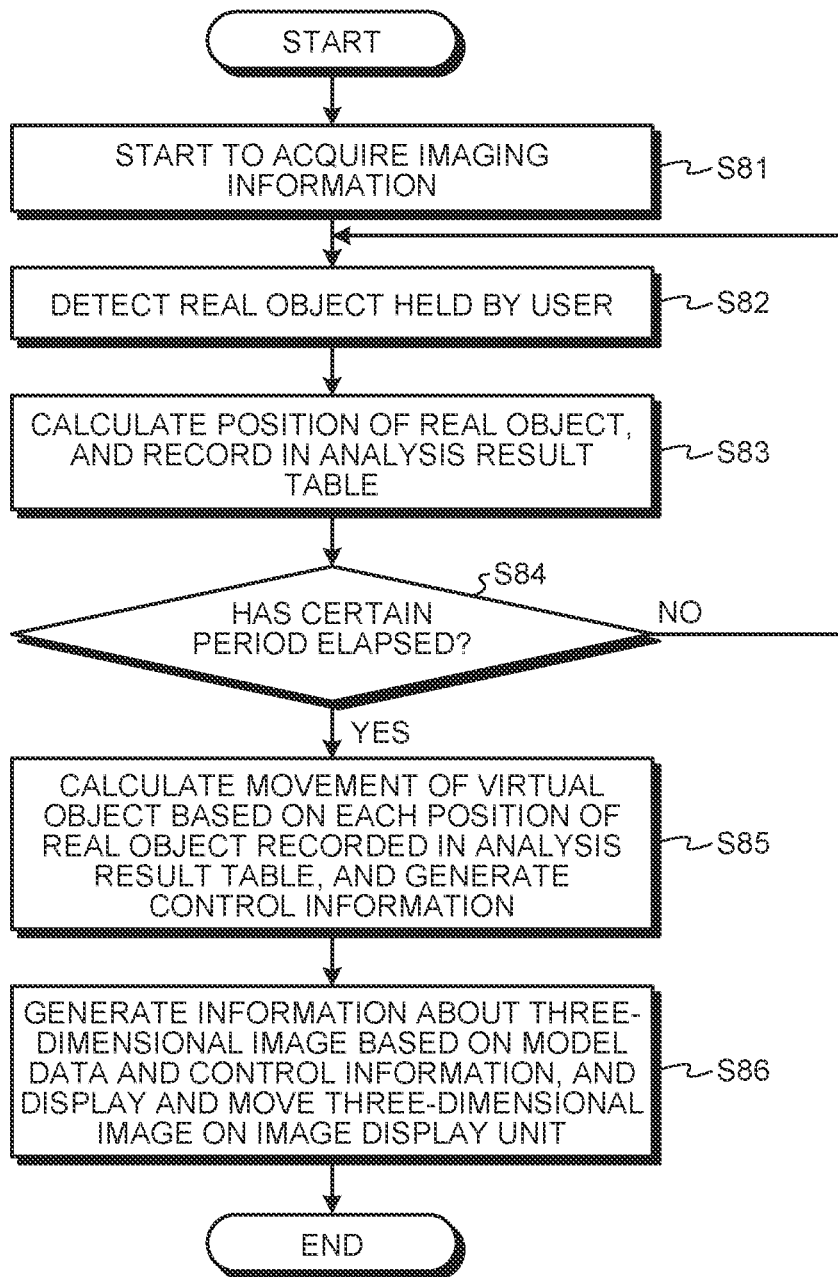 START
START TO ACQUIRE IMAGING
INFORMATION
S81
DETECT REAL OBJECT HELD BY USER
S82
CALCULATE POSITION OF REAL OBJECT,
AND RECORD IN ANALYSIS RESULT
TABLE
S83
S84
HAS CERTAIN
PERIOD ELAPSED?
NO
YES
CALCULATE MOVEMENT OF VIRTUAL
OBJECT BASED ON EACH POSITION OF
REAL OBJECT RECORDED IN ANALYSIS
RESULT TABLE, AND GENERATE
CONTROL INFORMATION
S85
GENERATE INFORMATION ABOUT THREE-
DIMENSIONAL IMAGE BASED ON MODEL
DATA AND CONTROL INFORMATION, AND
DISPLAY AND MOVE THREE-DIMENSIONAL
IMAGE ON IMAGE DISPLAY UNIT
S86
END